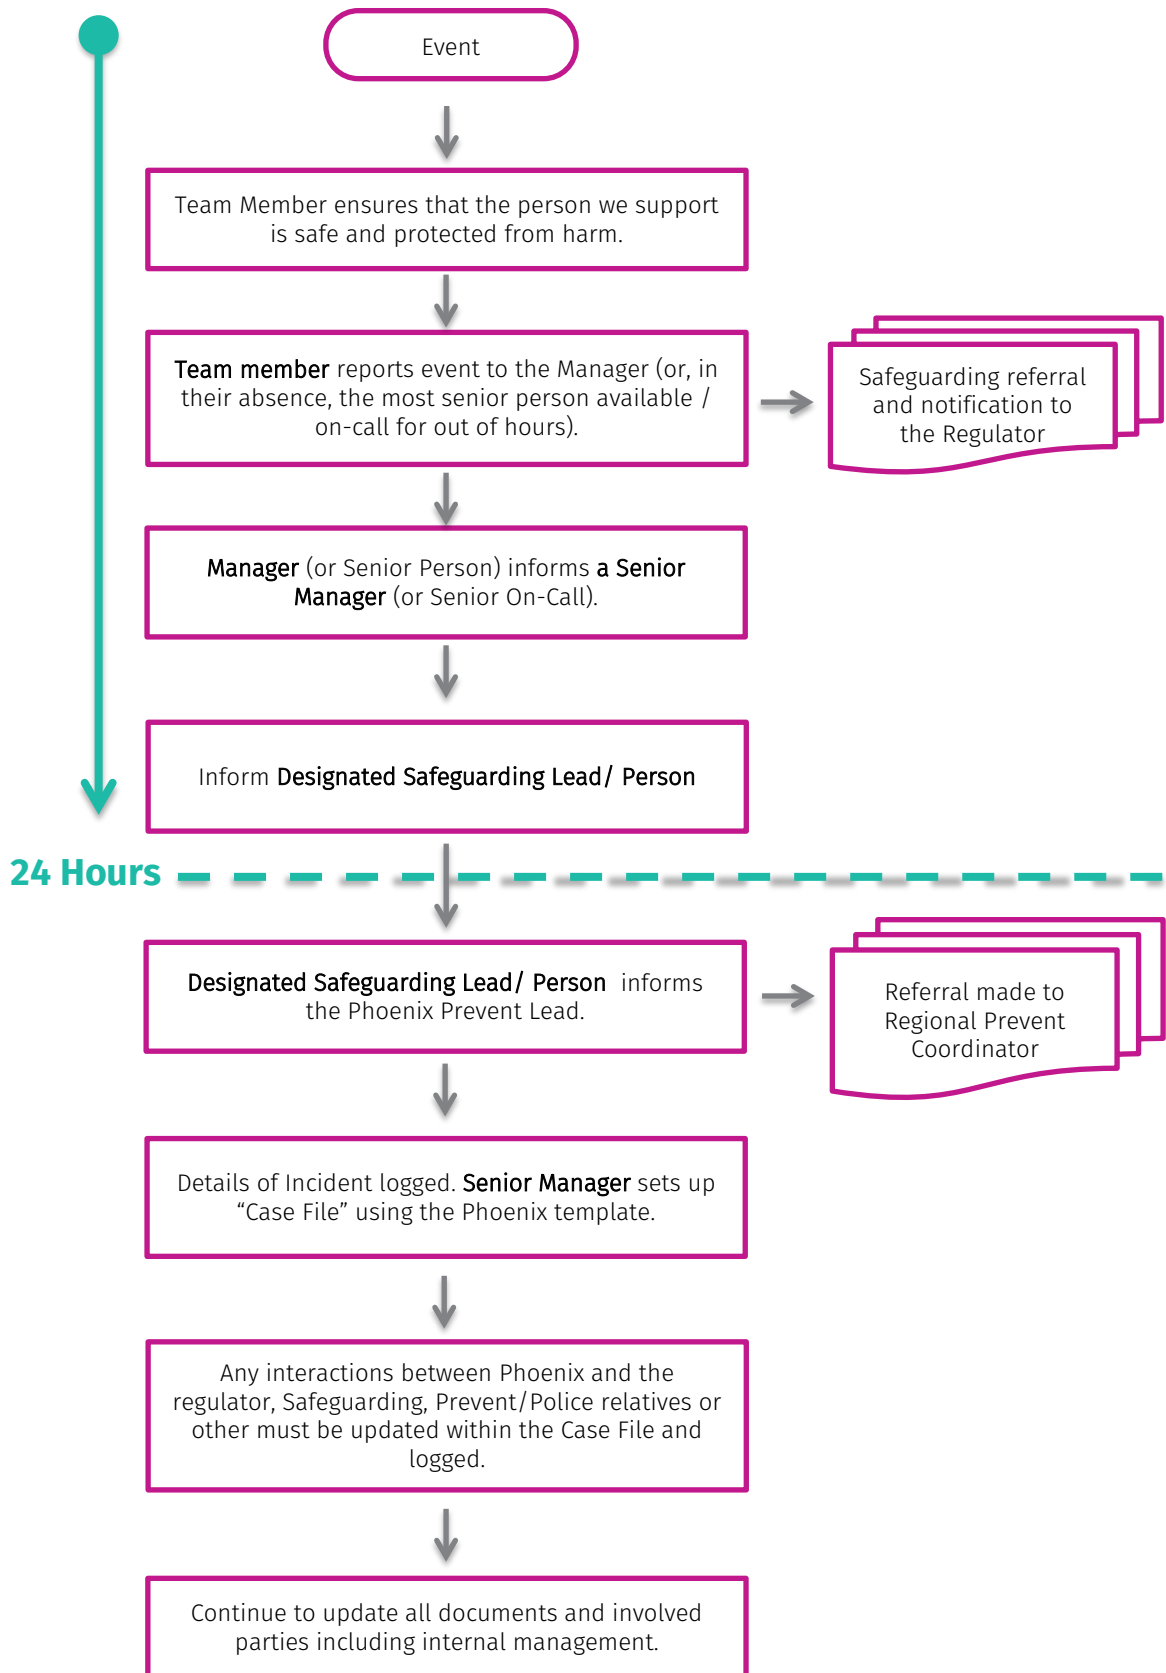 Event
Team Member ensures that the person we support
is safe and protected from harm.
Team member reports event to the Manager (or, in
their absence, the most senior person available /
on-call for out of hours).
Safeguarding referral
and notification to
the Regulator
Manager (or Senior Person) informs a Senior
Manager (or Senior On-Call).
Inform Designated Safeguarding Lead/ Person
24 Hours
Designated Safeguarding Lead/ Person informs
the Phoenix Prevent Lead.
Referral made to
Regional Prevent
Coordinator
Details of Incident logged. Senior Manager sets up
“Case File” using the Phoenix template.
Any interactions between Phoenix and the
regulator, Safeguarding, Prevent/Police relatives or
other must be updated within the Case File and
logged.
Continue to update all documents and involved
parties including internal management.